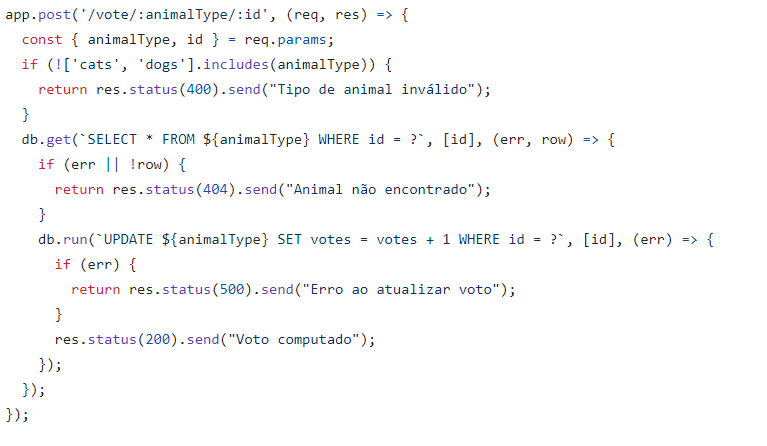 app.post('/vote/:animalType/:id', (req, res) => {
  const { animalType, id } = req.params;
  if (!['cats', 'dogs'].includes(animalType)) {
    return res.status(400).send("Tipo de animal inválido");
  }
  db.get(`SELECT * FROM ${animalType} WHERE id = ?`, [id], (err, row) => {
    if (err || !row) {
      return res.status(404).send("Animal não encontrado");
    }
    db.run(`UPDATE ${animalType} SET votes = votes + 1 WHERE id = ?`, [id], (err) => {
      if (err) {
        return res.status(500).send("Erro ao atualizar voto");
      }
      res.status(200).send("Voto computado");
    });
  });
});